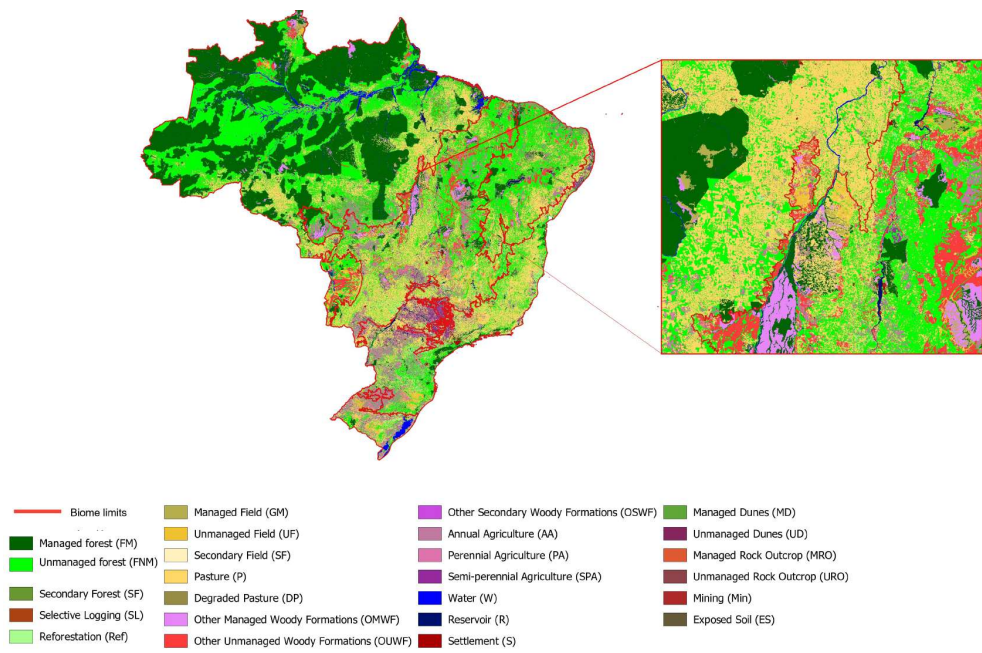 Biome limits
Managed forest (FM)
Unmanaged forest (FNM)
Secondary Forest (SF)
Selective Logging (SL)
Reforestation (Ref)
Managed Field (GM)
Unmanaged Field (UF)
Secondary Field (SF)
Pasture (P)
Degraded Pasture (DP)
Other Managed Woody Formations (OMWF)
Other Unmanaged Woody Formations (OUWF)
Other Secondary Woody Formations (OSWF)
Annual Agriculture (AA)
Perennial Agriculture (PA)
Semi-perennial Agriculture (SPA)
Water (W)
Reservoir (R)
Settlement (S)
Managed Dunes (MD)
Unmanaged Dunes (UD)
Managed Rock Outcrop (MRO)
Unmanaged Rock Outcrop (URO)
Mining (Min)
Exposed Soil (ES)